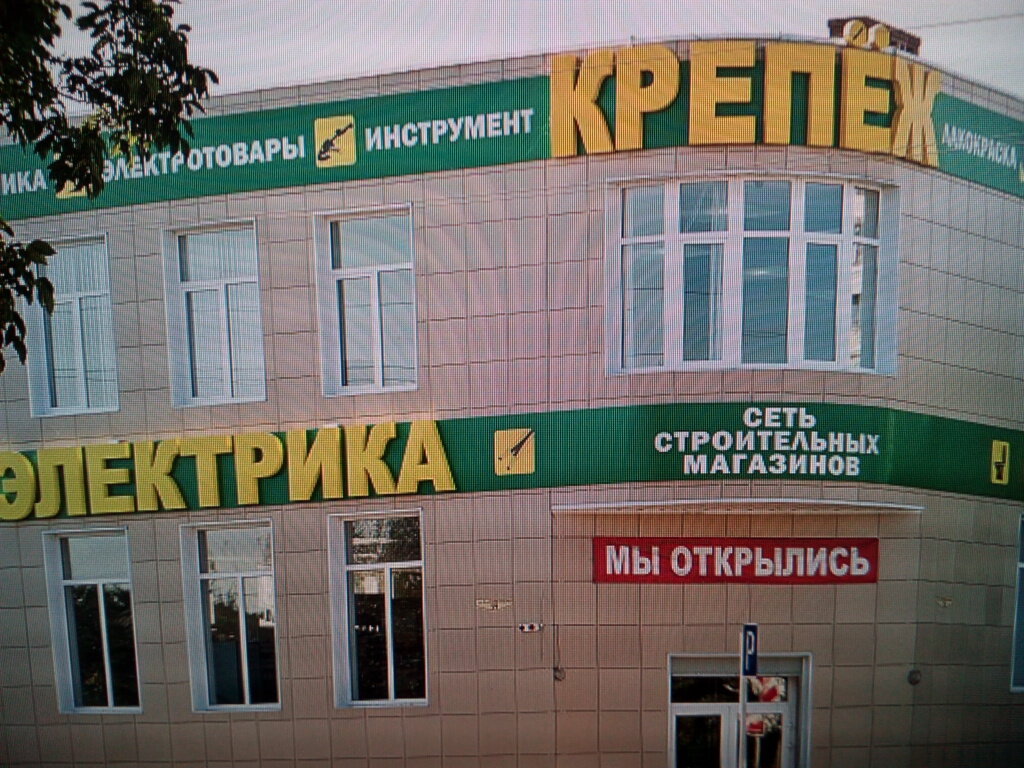 ИКА ЭЛЕКТРОТОВАРЫ ИНСТРУМЕНТ КРЕПЁЖ ЛАКОКРАСКА
ЭЛЕКТРИКА
СЕТЬ
СТРОИТЕЛЬНЫХ
МАГАЗИНОВ
МЫ ОТКРЫЛИСЬ
P